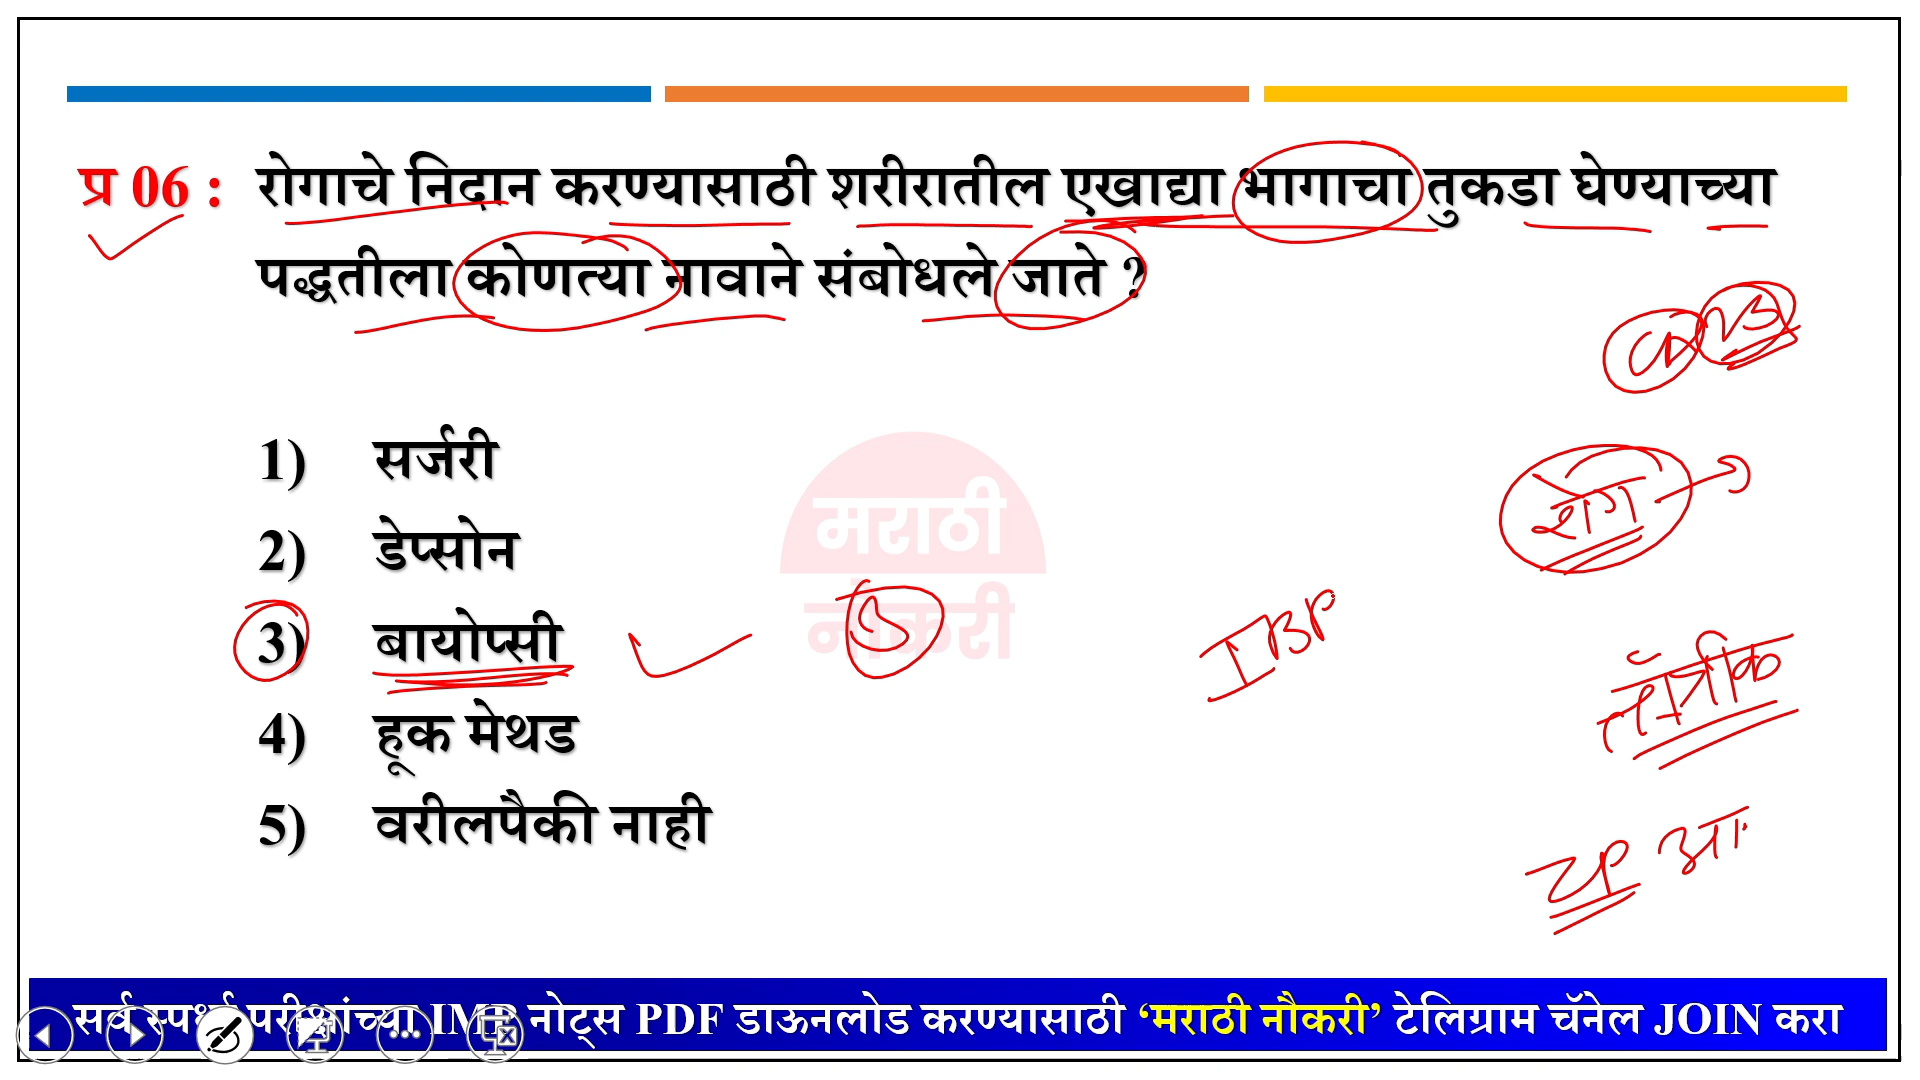 प्र 06 : रोगाचे निदान करण्यासाठी शरीरातील एखाद्या भागाचा तुकडा घेण्याच्या
पद्धतीला कोणत्या नावाने संबोधले जाते ?
1) सर्जरी
2) डेप्सोन
3) बायोप्सी
4) हूक मेथड
5) वरीलपैकी नाही
मराठी
नौकरी
IBP
ZP आ
सर्व स्पर्धा परीक्षांच्या IMP नोट्स PDF डाऊनलोड करण्यासाठी ‘मराठी नौकरी’ टेलिग्राम चॅनेल JOIN करा